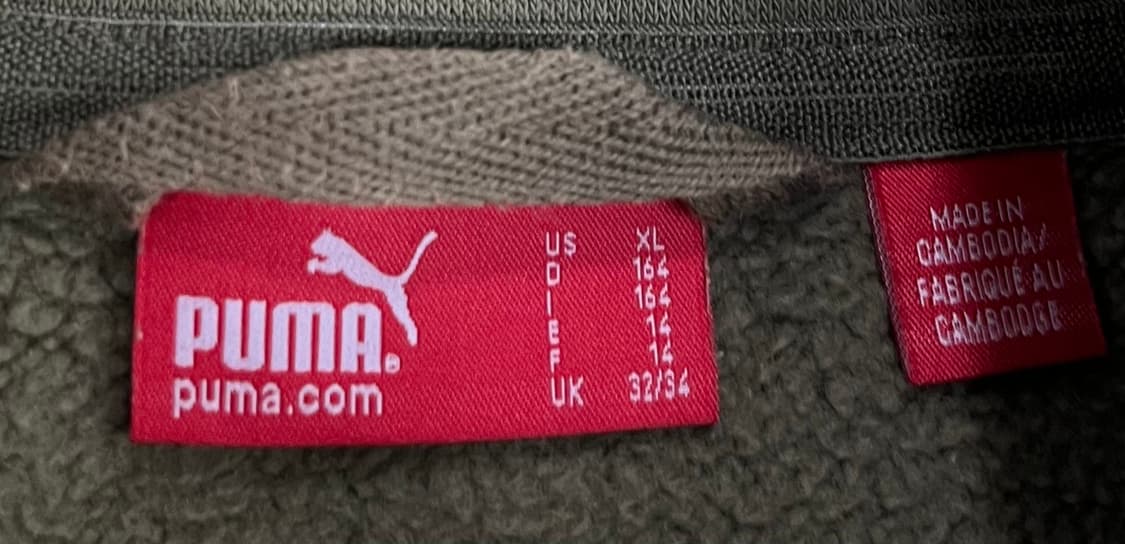 PUMA®
puma.com
US XL
D 164
I 164
E 14
F 14
UK 32/34
MADE IN
CAMBODIA/
FABRIQUÉ AU
CAMBODGE